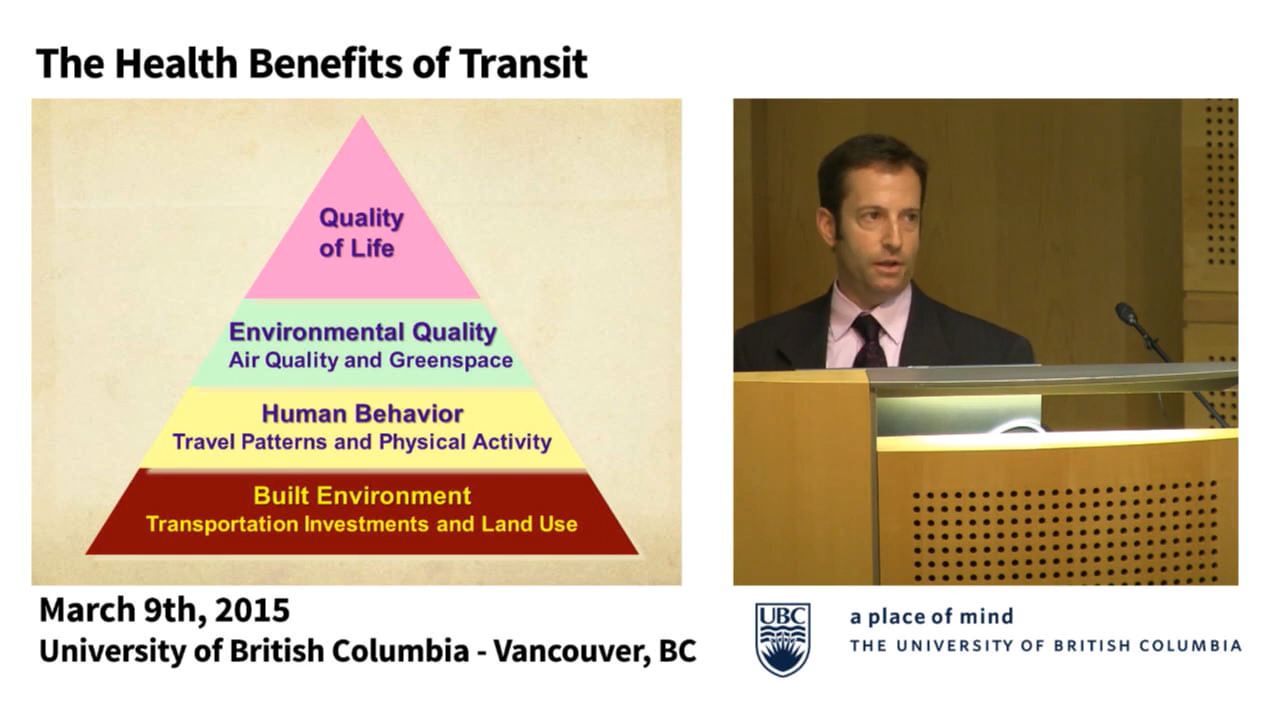 The Health Benefits of Transit
Quality
of Life
Environmental Quality
Air Quality and Greenspace
Human Behavior
Travel Patterns and Physical Activity
Built Environment
Transportation Investments and Land Use
March 9th, 2015
University of British Columbia - Vancouver, BC
UBC
a place of mind
THE UNIVERSITY OF BRITISH COLUMBIA